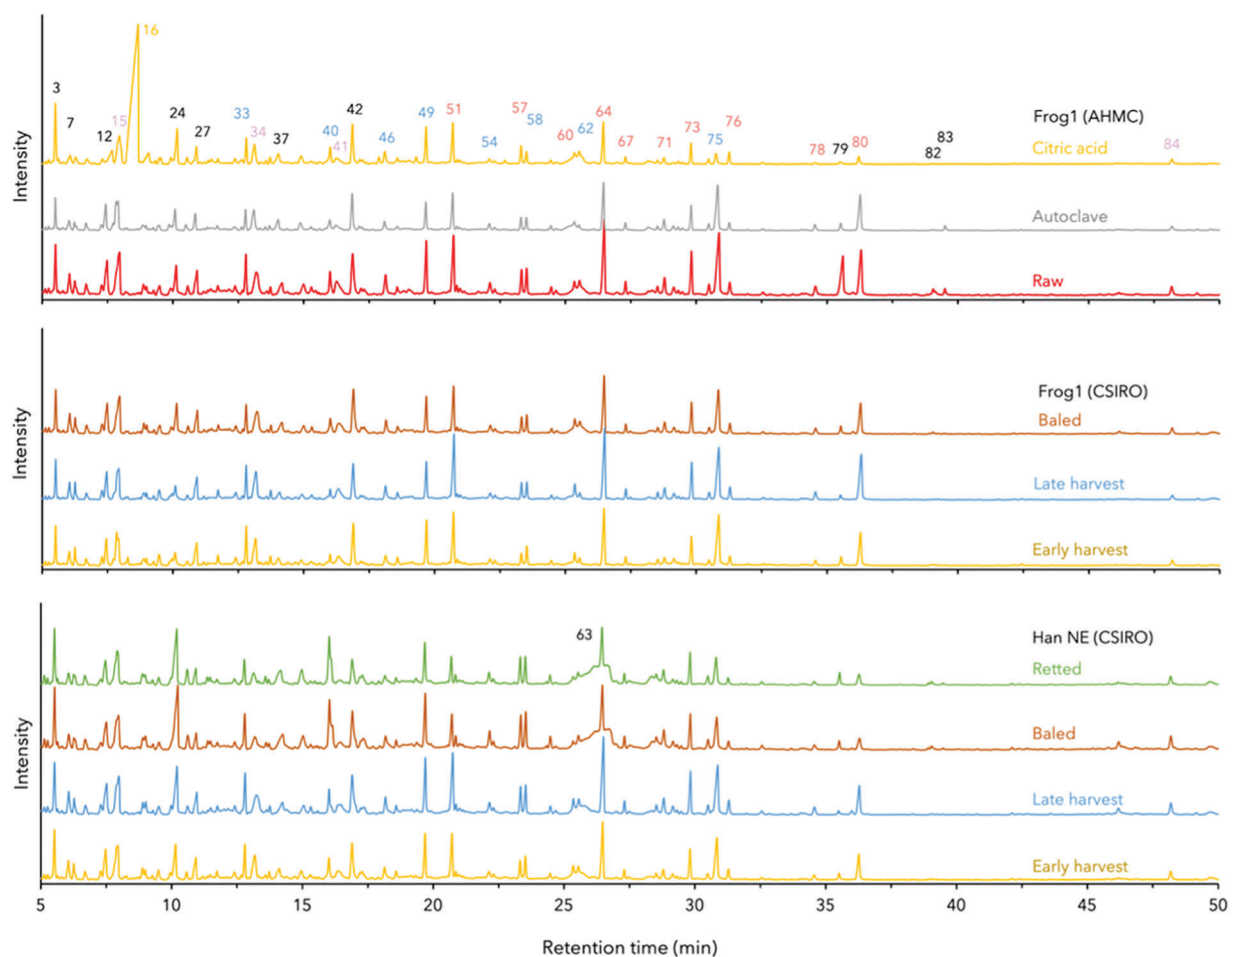 16
3
7
12
15
24
27
33
34
37
40
41
42
46
49
51
54
57
58
60
62
64
67
71
73
75
76
78
79
80
83
82
84
Frog1 (AHMC)
Citric acid
Autoclave
Raw
Intensity
Frog1 (CSIRO)
Baled
Late harvest
Early harvest
Intensity
63
Han NE (CSIRO)
Retted
Baled
Late harvest
Early harvest
Intensity
5 10 15 20 25 30 35 40 45 50
Retention time (min)